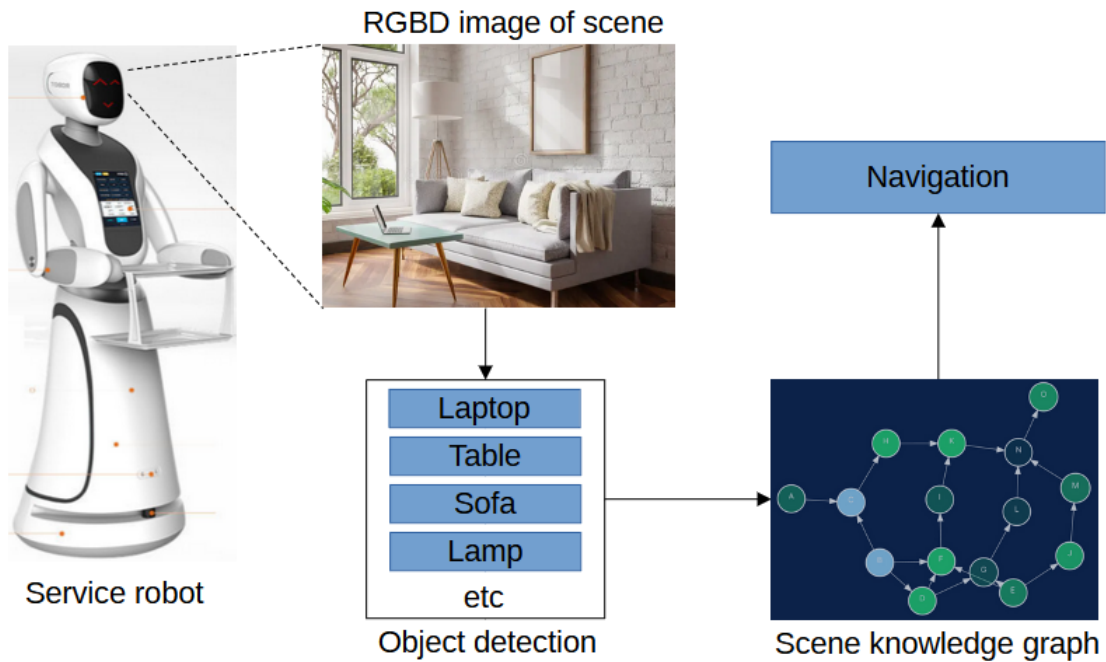 RGBD image of scene
Navigation
Laptop
Table
Sofa
Lamp
etc
Service robot
Object detection
Scene knowledge graph
O
H
K
N
M
A
I
L
F
G
J
E